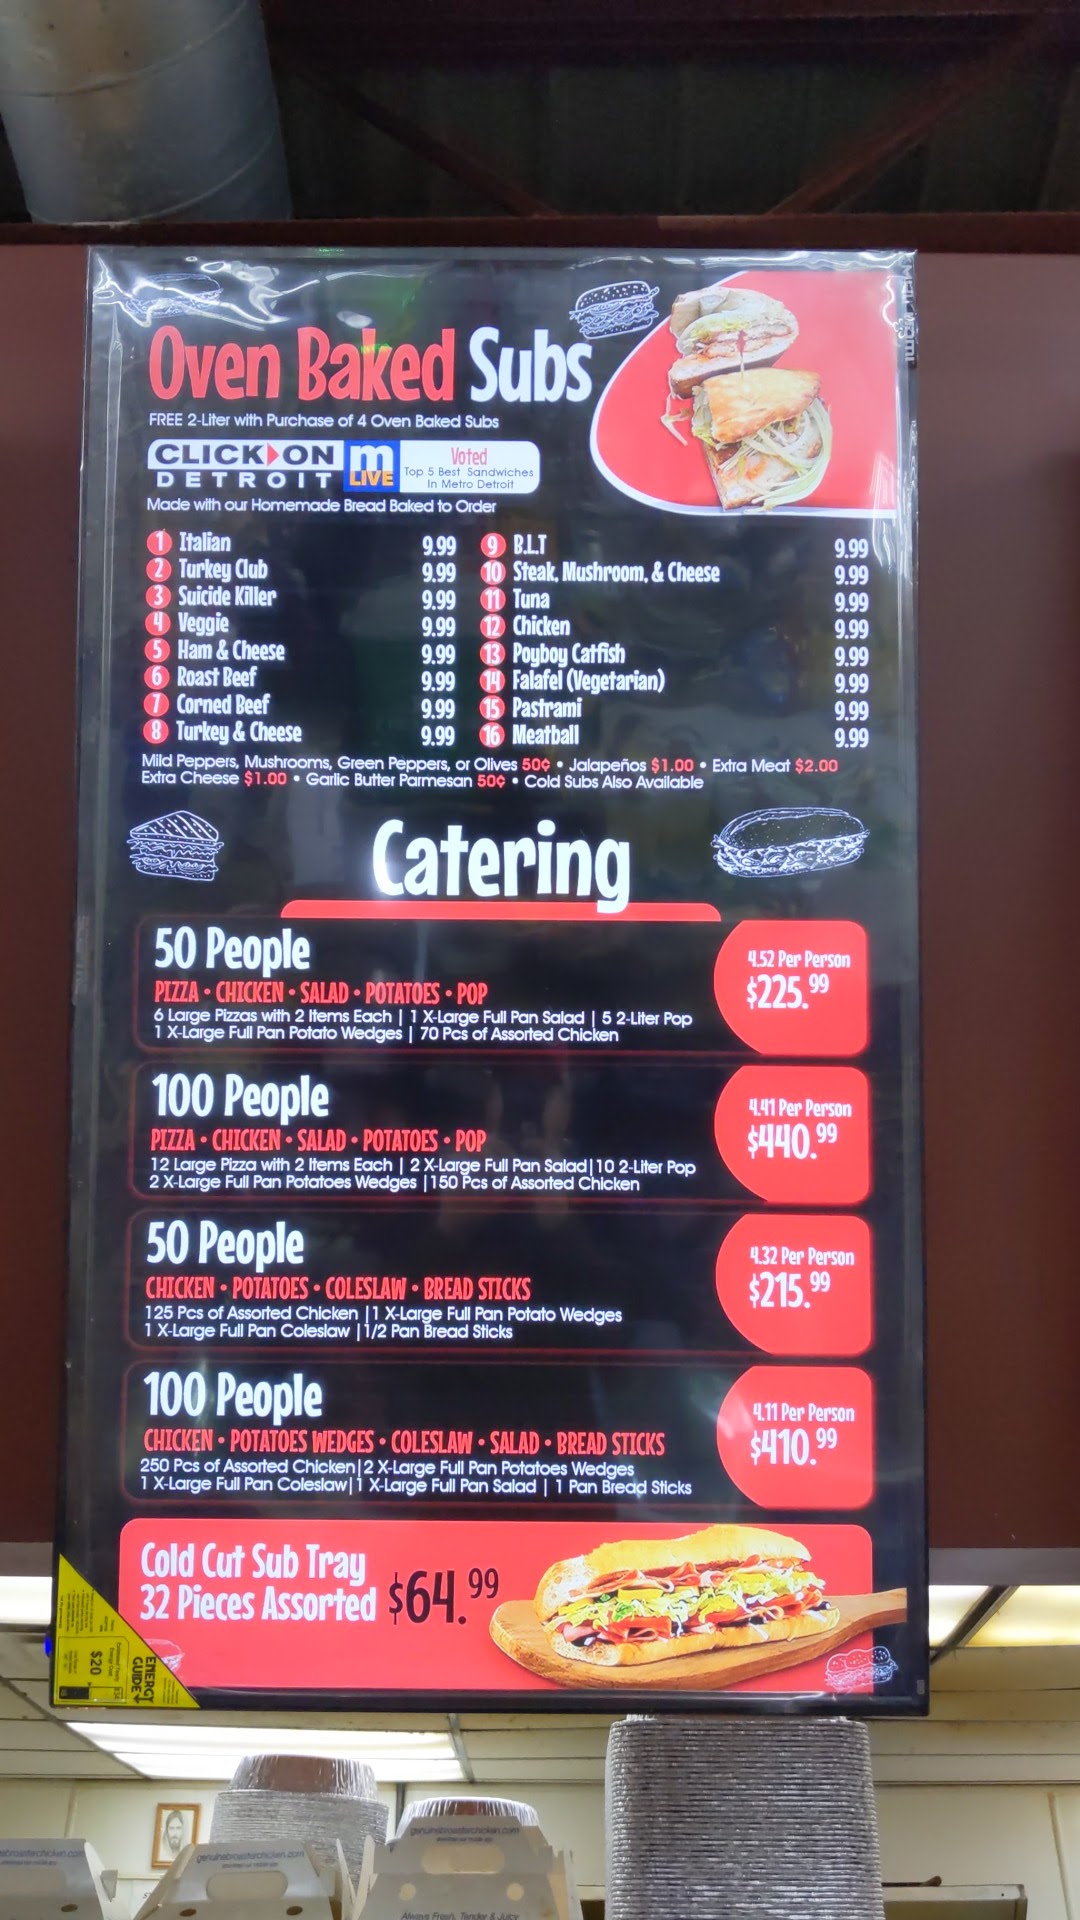 Oven Baked Subs
FREE 2-Liter with Purchase of 4 Oven Baked Subs
CLICK ON DETROIT
m LIVE
Voted
Top 5 Best Sandwiches
In Metro Detroit
Made with our Homemade Bread Baked to Order
1 Italian 9.99
2 Turkey Club 9.99
3 Suicide Killer 9.99
4 Veggie 9.99
5 Ham & Cheese 9.99
6 Roast Beef 9.99
7 Corned Beef 9.99
8 Turkey & Cheese 9.99
9 B.L.T 9.99
10 Steak, Mushroom, & Cheese 9.99
11 Tuna 9.99
12 Chicken 9.99
13 Poyboy Catfish 9.99
14 Falafel (Vegetarian) 9.99
15 Pastrami 9.99
16 Meatball 9.99
Mild Peppers, Mushrooms, Green Peppers, or Olives 50¢ • Jalapeños $1.00 • Extra Meat $2.00
Extra Cheese $1.00 • Garlic Butter Parmesan 50¢ • Cold Subs Also Available
Catering
50 People
PIZZA • CHICKEN • SALAD • POTATOES • POP
6 Large Pizzas with 2 Items Each | 1 X-Large Full Pan Salad | 5 2-Liter Pop
1 X-Large Full Pan Potato Wedges | 70 Pcs of Assorted Chicken
4.52 Per Person
$225.99
100 People
PIZZA • CHICKEN • SALAD • POTATOES • POP
12 Large Pizza with 2 Items Each | 2 X-Large Full Pan Salad|10 2-Liter Pop
2 X-Large Full Pan Potatoes Wedges |150 Pcs of Assorted Chicken
4.41 Per Person
$440.99
50 People
CHICKEN • POTATOES • COLESLAW • BREAD STICKS
125 Pcs of Assorted Chicken |1 X-Large Full Pan Potato Wedges
1 X-Large Full Pan Coleslaw |1/2 Pan Bread Sticks
4.32 Per Person
$215.99
100 People
CHICKEN • POTATOES WEDGES • COLESLAW • SALAD • BREAD STICKS
250 Pcs of Assorted Chicken|2 X-Large Full Pan Potatoes Wedges
1 X-Large Full Pan Coleslaw|1 X-Large Full Pan Salad | 1 Pan Bread Sticks
4.11 Per Person
$410.99
Cold Cut Sub Tray
32 Pieces Assorted $64.99
ENERGY GUIDE
$20
genuinebroasterchicken.com
genuinebroasterchicken.com
Always Fresh, Tender & Juicy